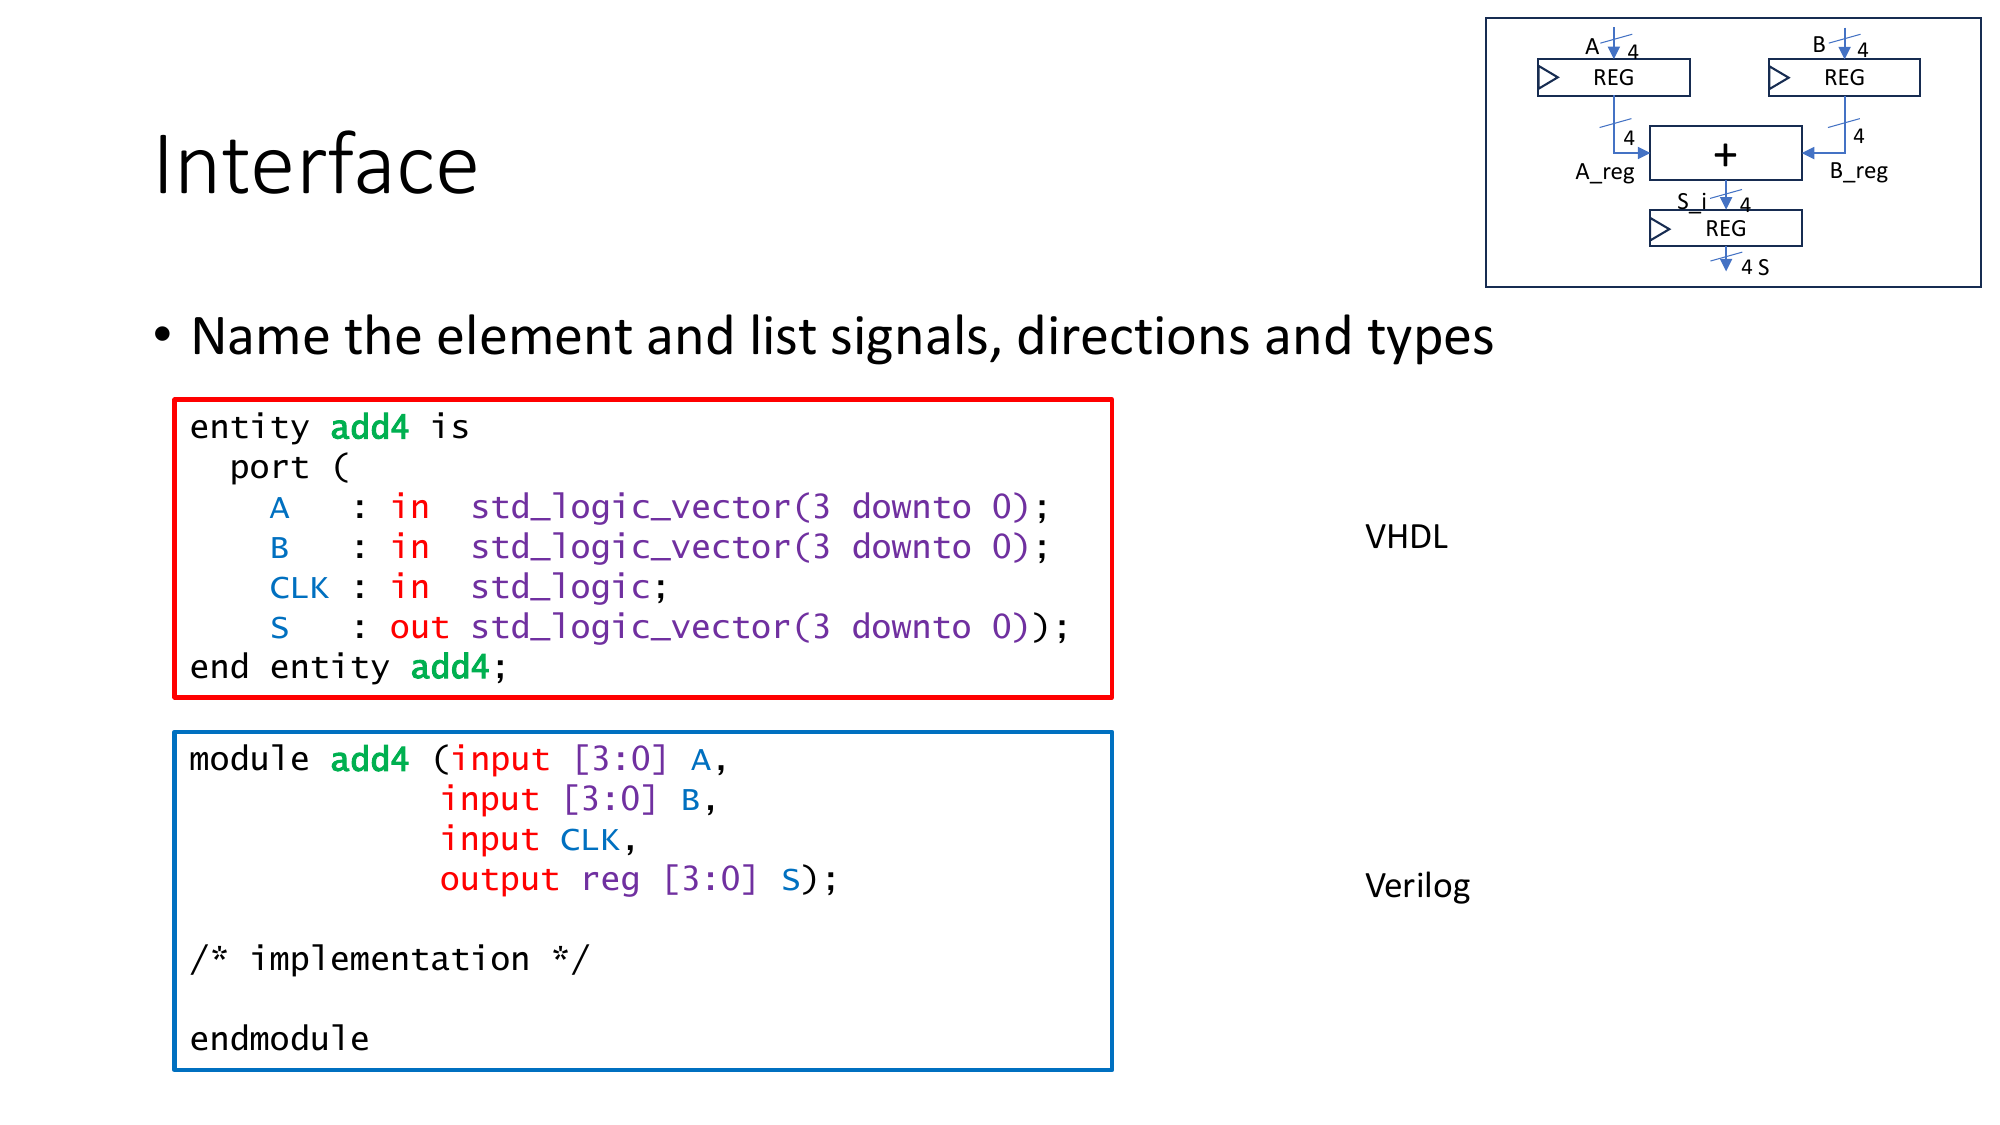 Interface
A 4 B 4
REG REG
4 4
+
A_reg B_reg
S_i 4
REG
4 S
• Name the element and list signals, directions and types
entity add4 is
  port (
    A   : in  std_logic_vector(3 downto 0);
    B   : in  std_logic_vector(3 downto 0);
    CLK : in  std_logic;
    S   : out std_logic_vector(3 downto 0));
end entity add4;
VHDL
module add4 (input [3:0] A,
input [3:0] B,
input CLK,
output reg [3:0] S);
/* implementation */
endmodule
Verilog